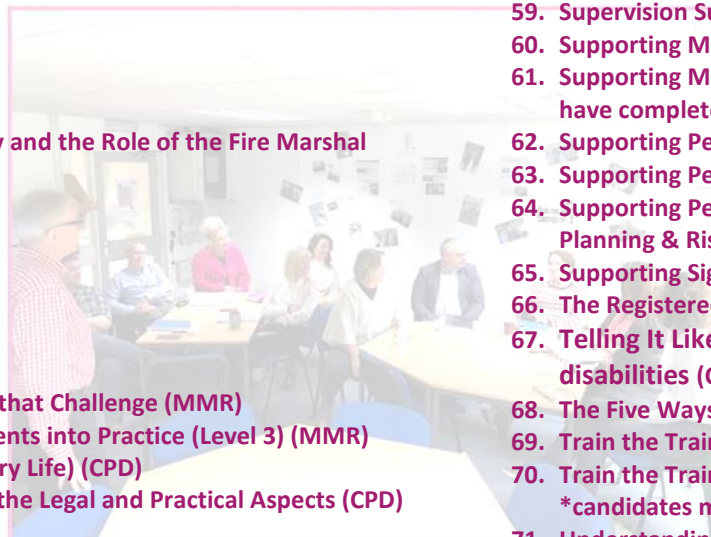 y and the Role of the Fire Marshal
that Challenge (MMR)
ents into Practice (Level 3) (MMR)
ry Life) (CPD)
the Legal and Practical Aspects (CPD)
59. Supervision Su
60. Supporting M
61. Supporting M
have complet
62. Supporting Pe
63. Supporting Pe
64. Supporting Pe
Planning & Ris
65. Supporting Sig
66. The Registere
67. Telling It Like
disabilities (
68. The Five Ways
69. Train the Train
70. Train the Train
*candidates m
71. Understandin